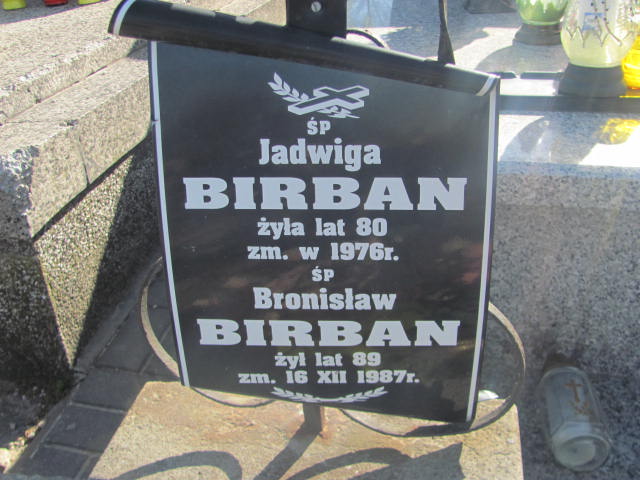 ŚP
Jadwiga
BIRBAN
żyła lat 80
zm. w 1976r.
ŚP
Bronisław
BIRBAN
żył lat 89
zm. 16 XII 1987r.